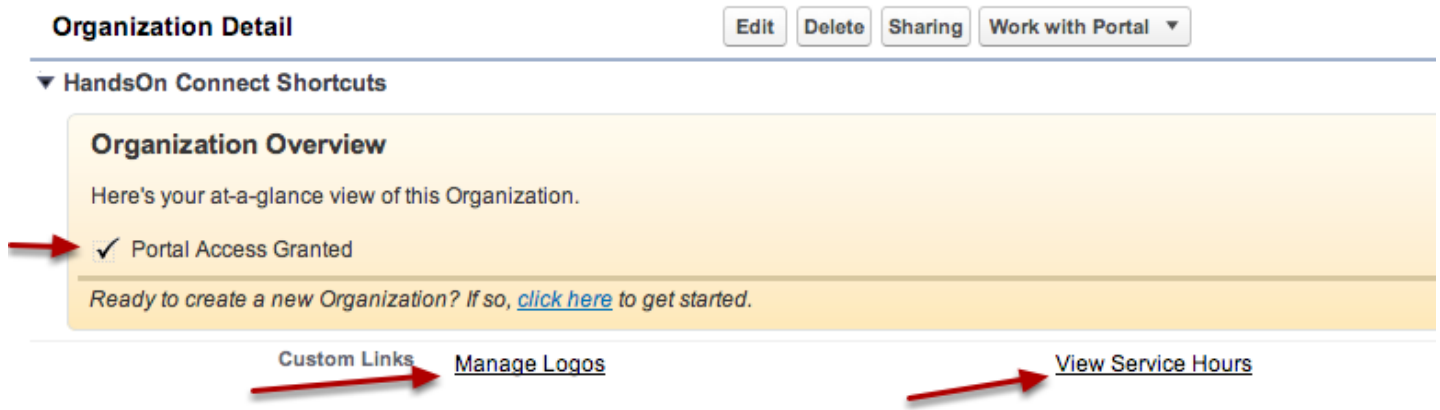 Organization Detail Edit Delete Sharing Work with Portal
HandsOn Connect Shortcuts
Organization Overview
Here's your at-a-glance view of this Organization.
Portal Access Granted
Ready to create a new Organization? If so, click here to get started.
Custom Links Manage Logos View Service Hours